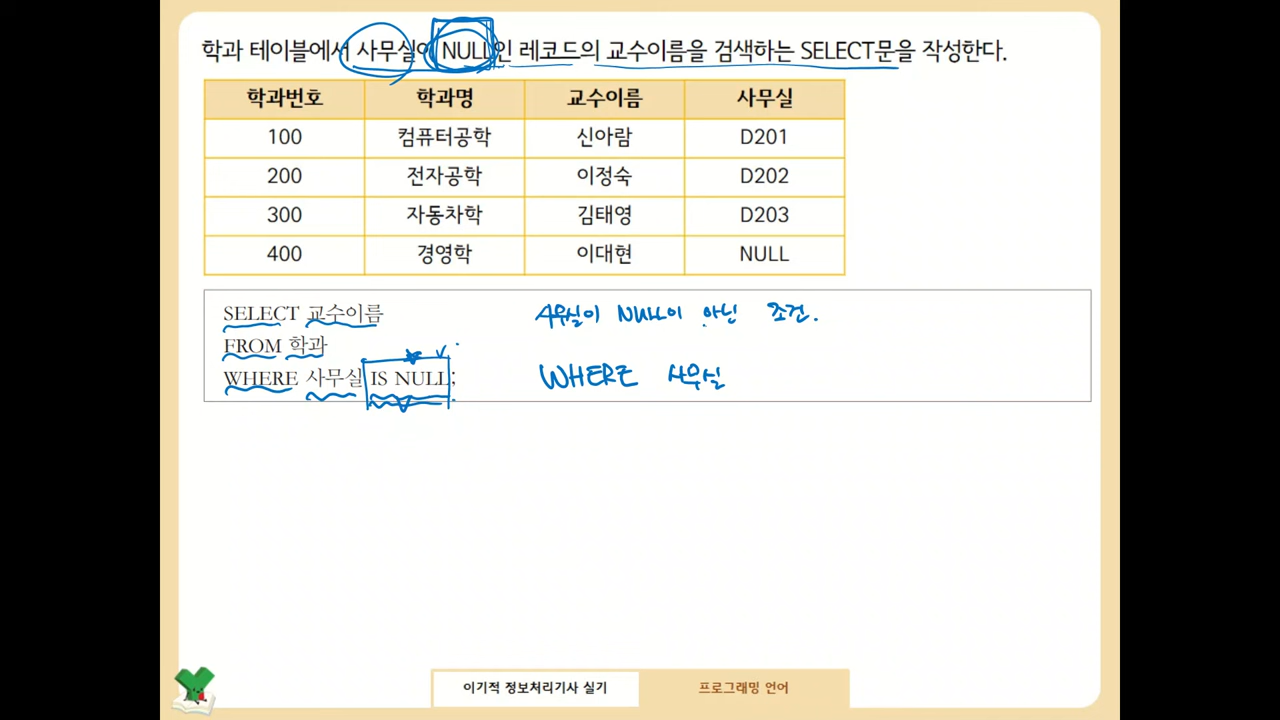 학과 테이블에서 사무실이 NULL인 레코드의 교수이름을 검색하는 SELECT문을 작성한다.
학과번호 학과명 교수이름 사무실
100 컴퓨터공학 신아람 D201
200 전자공학 이정숙 D202
300 자동차학 김태영 D203
400 경영학 이대현 NULL
SELECT 교수이름
FROM 학과
WHERE 사무실 IS NULL;
사무실이 NULL이 아닌 조건.
WHERE 사무실
이기적 정보처리기사 실기
프로그래밍 언어